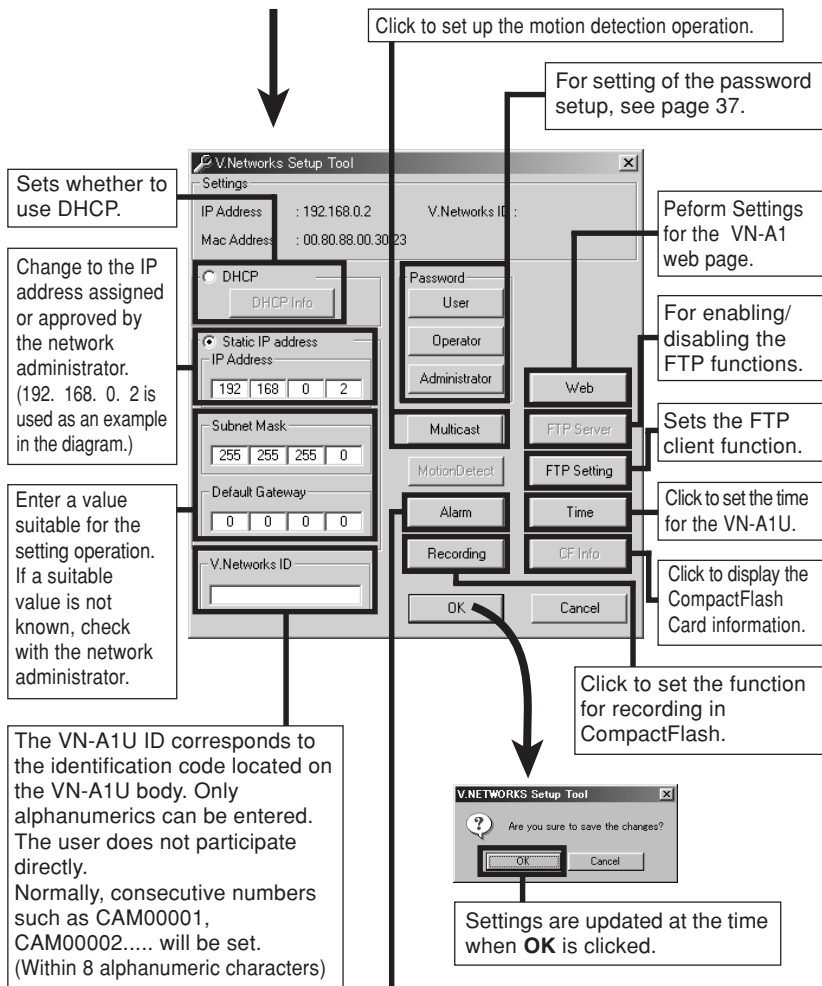 Click to set up the motion detection operation.
For setting of the password
setup, see page 37.
Sets whether to
use DHCP.
Change to the IP
address assigned
or approved by
the network
administrator.
(192. 168. 0. 2 is
used as an example
in the diagram.)
Enter a value
suitable for the
setting operation.
If a suitable
value is not
known, check
with the network
administrator.
The VN-A1U ID corresponds to
the identification code located on
the VN-A1U body. Only
alphanumerics can be entered.
The user does not participate
directly.
Normally, consecutive numbers
such as CAM00001,
CAM00002..... will be set.
(Within 8 alphanumeric characters)
V.Networks Setup Tool
Settings
IP Address : 192.168.0.2 V.Networks ID :
Mac Address : 00.80.88.00.30.23
DHCP
DHCP Info
Static IP address
IP Address
192 168 0 2
Subnet Mask
255 255 255 0
Default Gateway
0 0 0 0
V.Networks ID
Password
User
Operator
Administrator
Multicast
MotionDetect
Alarm
Recording
Web
FTP Server
FTP Setting
Time
CF Info
OK
Cancel
Peform Settings
for the VN-A1
web page.
For enabling/
disabling the
FTP functions.
Sets the FTP
client function.
Click to set the time
for the VN-A1U.
Click to display the
CompactFlash
Card information.
Click to set the function
for recording in
CompactFlash.
V.NETWORKS Setup Tool
Are you sure to save the changes?
OK Cancel
Settings are updated at the time
when OK is clicked.